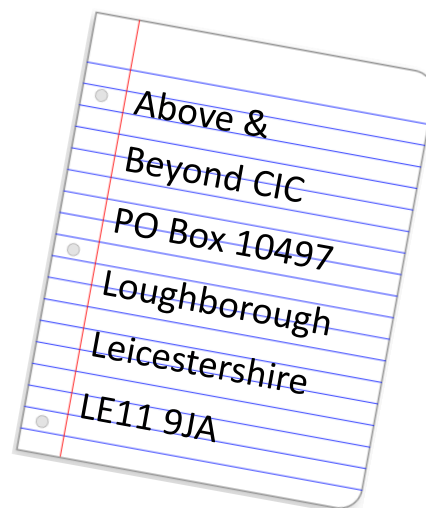 Above &
Beyond CIC
PO Box 10497
Loughborough
Leicestershire
LE11 9JA